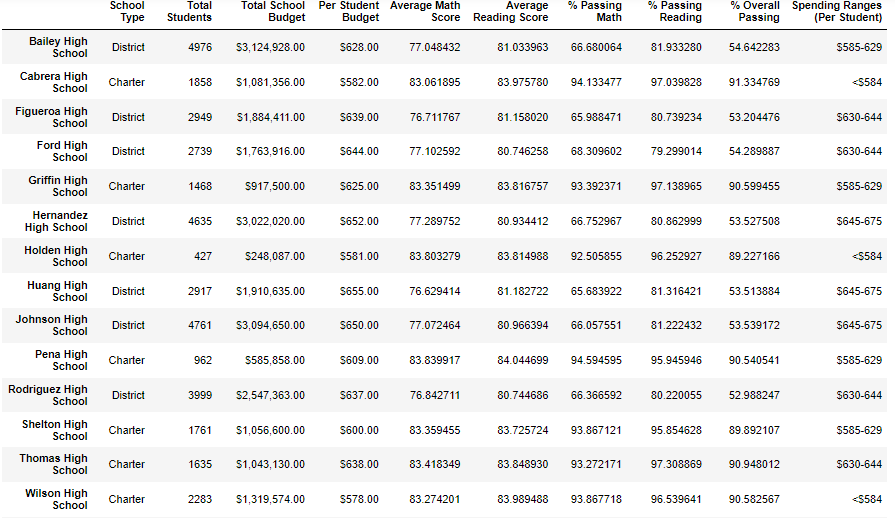 School Type Total Students Total School Budget Per Student Budget Average Math Score Average Reading Score % Passing Math % Passing Reading % Overall Passing Spending Ranges (Per Student)
Bailey High School District 4976 $3,124,928.00 $628.00 77.048432 81.033963 66.680064 81.933280 54.642283 $585-629
Cabrera High School Charter 1858 $1,081,356.00 $582.00 83.061895 83.975780 94.133477 97.039828 91.334769 <$584
Figueroa High School District 2949 $1,884,411.00 $639.00 76.711767 81.158020 65.988471 80.739234 53.204476 $630-644
Ford High School District 2739 $1,763,916.00 $644.00 77.102592 80.746258 68.309602 79.299014 54.289887 $630-644
Griffin High School Charter 1468 $917,500.00 $625.00 83.351499 83.816757 93.392371 97.138965 90.599455 $585-629
Hernandez High School District 4635 $3,022,020.00 $652.00 77.289752 80.934412 66.752967 80.862999 53.527508 $645-675
Holden High School Charter 427 $248,087.00 $581.00 83.803279 83.814988 92.505855 96.252927 89.227166 <$584
Huang High School District 2917 $1,910,635.00 $655.00 76.629414 81.182722 65.683922 81.316421 53.513884 $645-675
Johnson High School District 4761 $3,094,650.00 $650.00 77.072464 80.966394 66.057551 81.222432 53.539172 $645-675
Pena High School Charter 962 $585,858.00 $609.00 83.839917 84.044699 94.594595 95.945946 90.540541 $585-629
Rodriguez High School District 3999 $2,547,363.00 $637.00 76.842711 80.744686 66.366592 80.220055 52.988247 $630-644
Shelton High School Charter 1761 $1,056,600.00 $600.00 83.359455 83.725724 93.867121 95.854628 89.892107 $585-629
Thomas High School Charter 1635 $1,043,130.00 $638.00 83.418349 83.848930 93.272171 97.308869 90.948012 $630-644
Wilson High School Charter 2283 $1,319,574.00 $578.00 83.274201 83.989488 93.867718 96.539641 90.582567 <$584